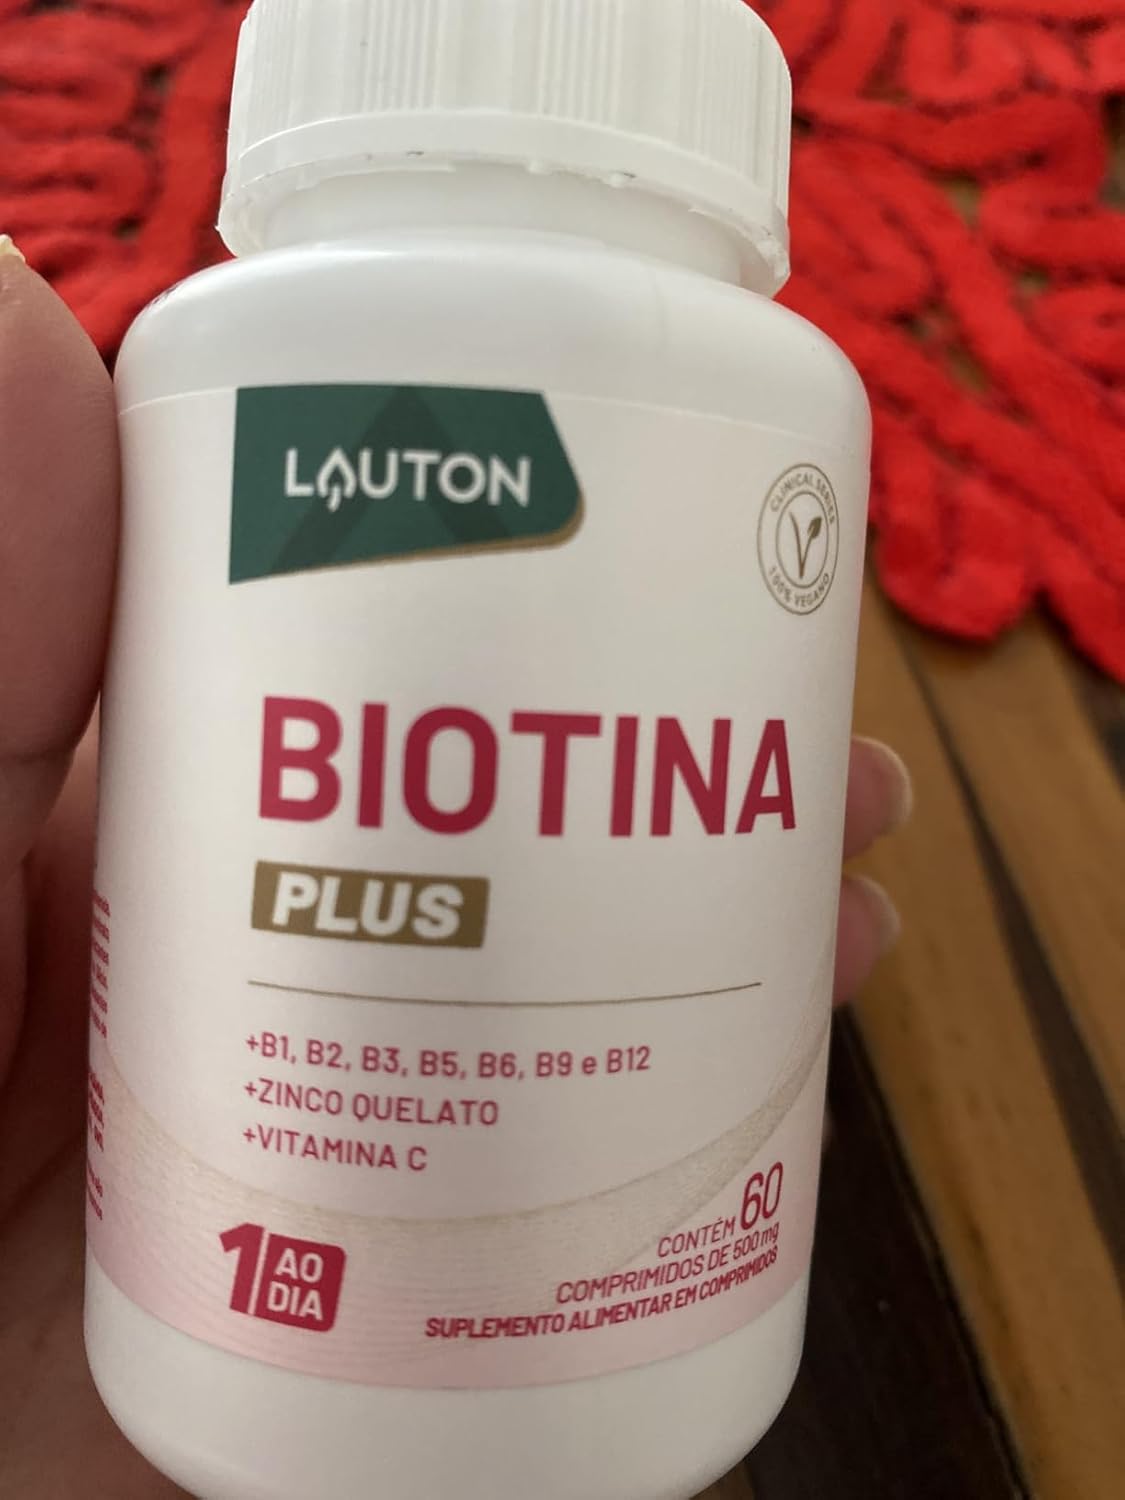 LAUTON
CLINICAL SERIES
100% VEGANO
BIOTINA
PLUS
+B1, B2, B3, B5, B6, B9 e B12
+ZINCO QUELATO
+VITAMINA C
1 AO
DIA
CONTÉM 60
COMPRIMIDOS DE 500 mg
SUPLEMENTO ALIMENTAR EM COMPRIMIDOS